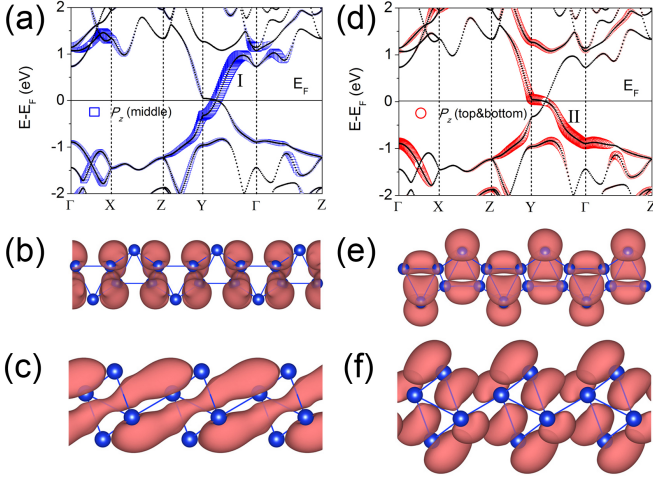 (a)
2
1
0
-1
-2
E-E_F (eV)
I
E_F
P_z (middle)
Γ X Z Y Γ Z
(d)
2
1
0
-1
-2
E-E_F (eV)
E_F
P_z (top&bottom)
II
Γ X Z Y Γ Z
(b)
(e)
(c)
(f)